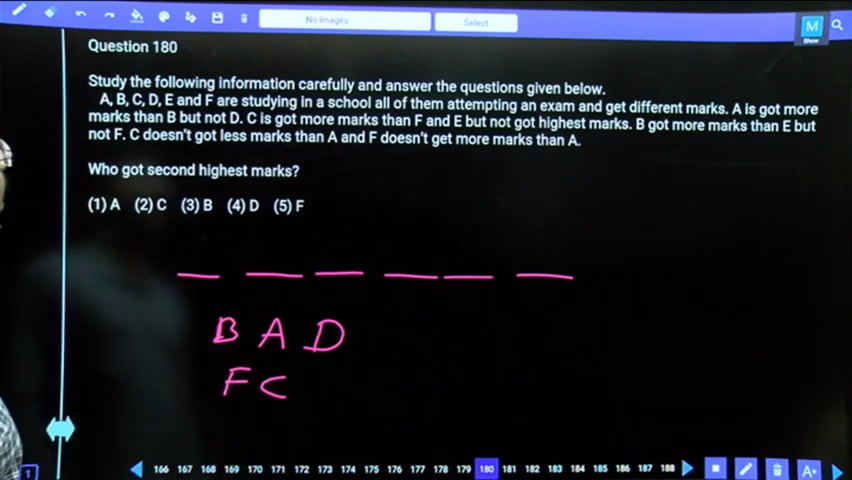 No Images
Select
M
Show
Question 180
Study the following information carefully and answer the questions given below.
A, B, C, D, E and F are studying in a school all of them attempting an exam and get different marks. A is got more
marks than B but not D. C is got more marks than F and E but not got highest marks. B got more marks than E but
not F. C doesn't got less marks than A and F doesn't get more marks than A.
Who got second highest marks?
(1) A (2) C (3) B (4) D (5) F
B A D
F C
1
166 167 168 169 170 171 172 173 174 175 176 177 178 179 180 181 182 183 184 185 186 187 188
A+